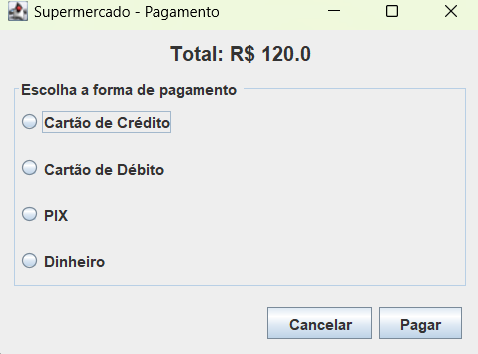 Supermercado - Pagamento
Total: R$ 120.0
Escolha a forma de pagamento
Cartão de Crédito
Cartão de Débito
PIX
Dinheiro
Cancelar Pagar